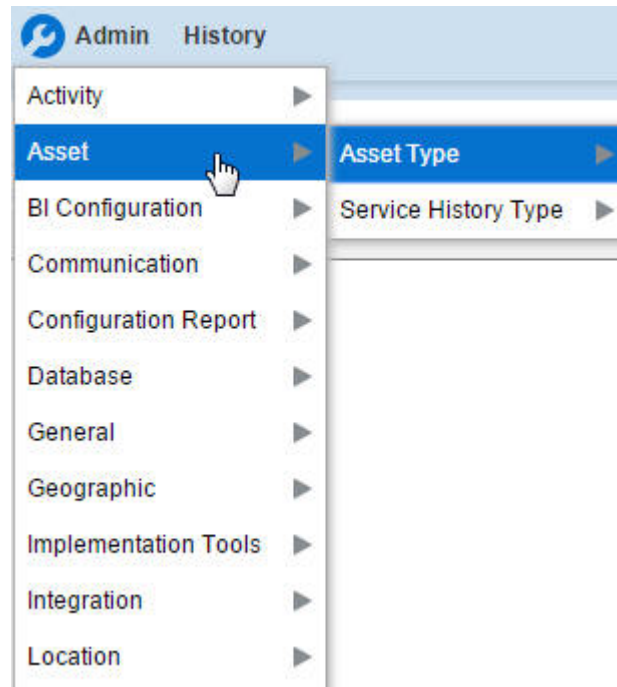 Admin History
Activity
Asset
Asset Type
BI Configuration
Service History Type
Communication
Configuration Report
Database
General
Geographic
Implementation Tools
Integration
Location